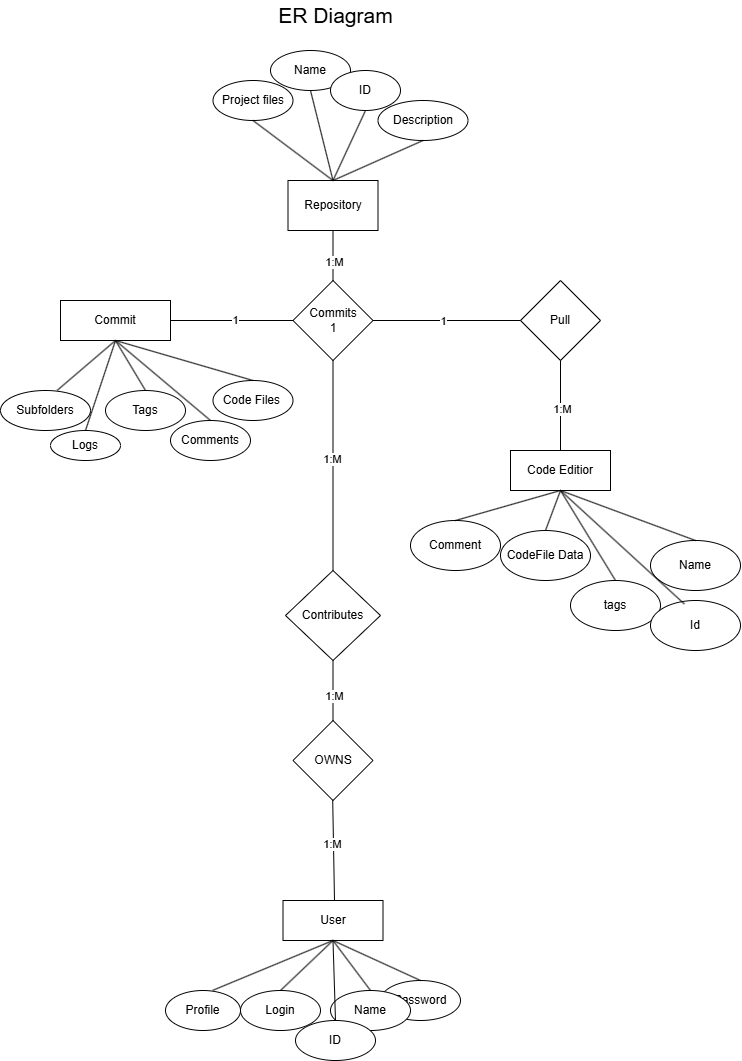 ER Diagram
Name
ID
Project files
Description
Repository
1:M
Commits
1
Commit
1
1
Pull
Subfolders
Logs
Tags
Comments
Code Files
1:M
1:M
Code Editior
Comment
CodeFile Data
Name
tags
Id
Contributes
1:M
OWNS
1:M
User
Profile
Login
Name
assword
ID